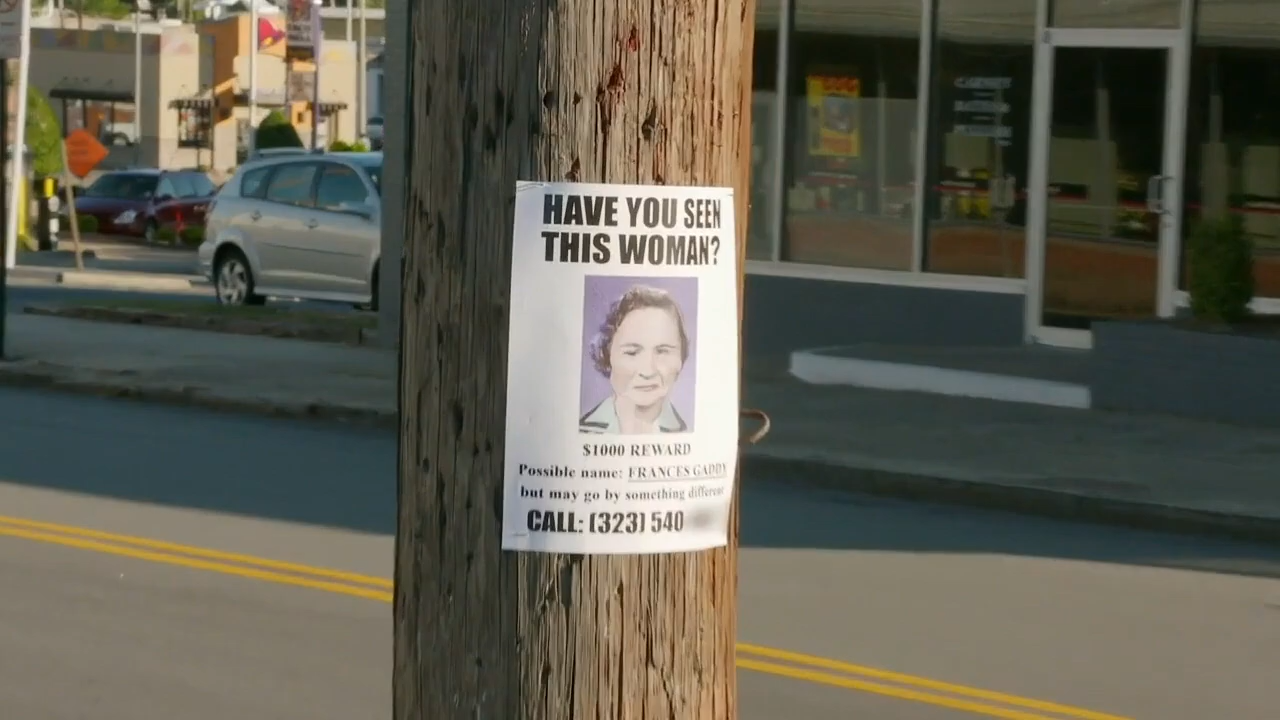 HAVE YOU SEEN
THIS WOMAN?
$1000 REWARD
Possible name: FRANCES GADDY
but may go by something different
CALL: (323) 540